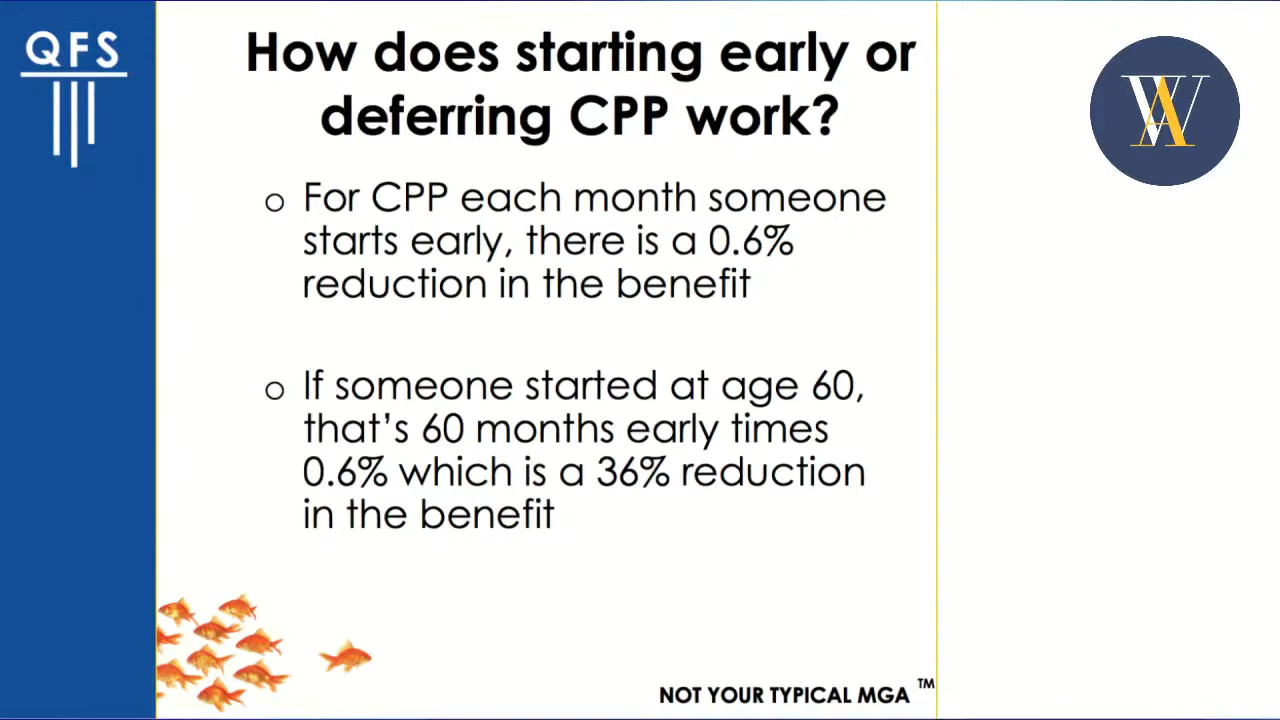 QFS
How does starting early or
deferring CPP work?
WA
o For CPP each month someone
starts early, there is a 0.6%
reduction in the benefit
o If someone started at age 60,
that's 60 months early times
0.6% which is a 36% reduction
in the benefit
NOT YOUR TYPICAL MGA ™